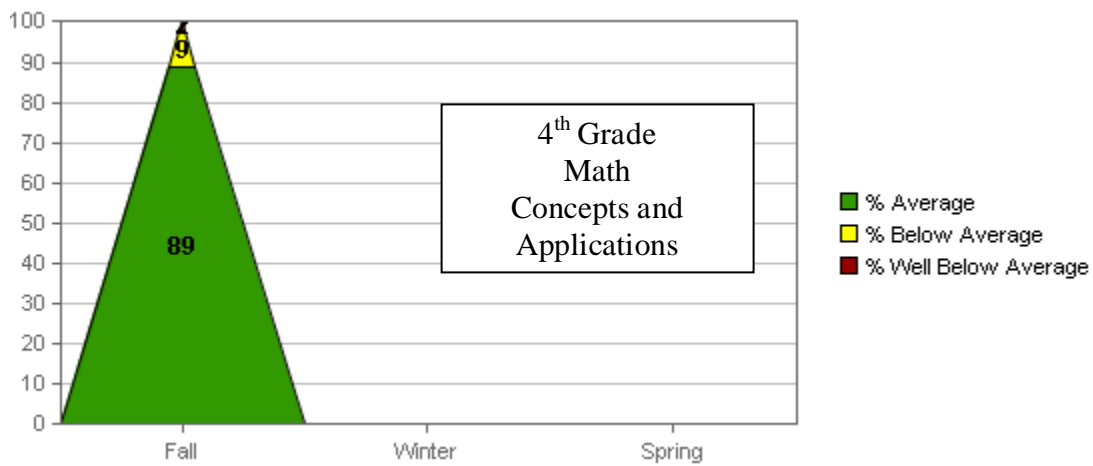 100
90
80
70
60
50
40
30
20
10
0
9
89
4th Grade
Math
Concepts and
Applications
Fall
Winter
Spring
% Average
% Below Average
% Well Below Average